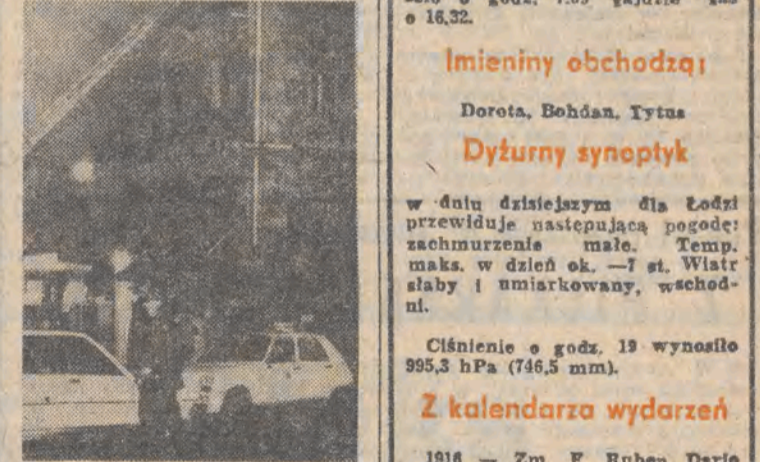 o 16,32.
Imieniny obchodzą:
Dorota, Bohdan, Tytus
Dyżurny synoptyk
w dniu dzisiejszym dla Łodzi
przewiduje następującą pogodę:
zachmurzenie małe. Temp.
maks. w dzień ok. —7 st. Wiatr
słaby i umiarkowany, wschod-
ni.
Ciśnienie o godz. 19 wynosiło
995,3 hPa (746,5 mm).
Z kalendarza wydarzeń
1916 — Zm. F. Ruben Dario